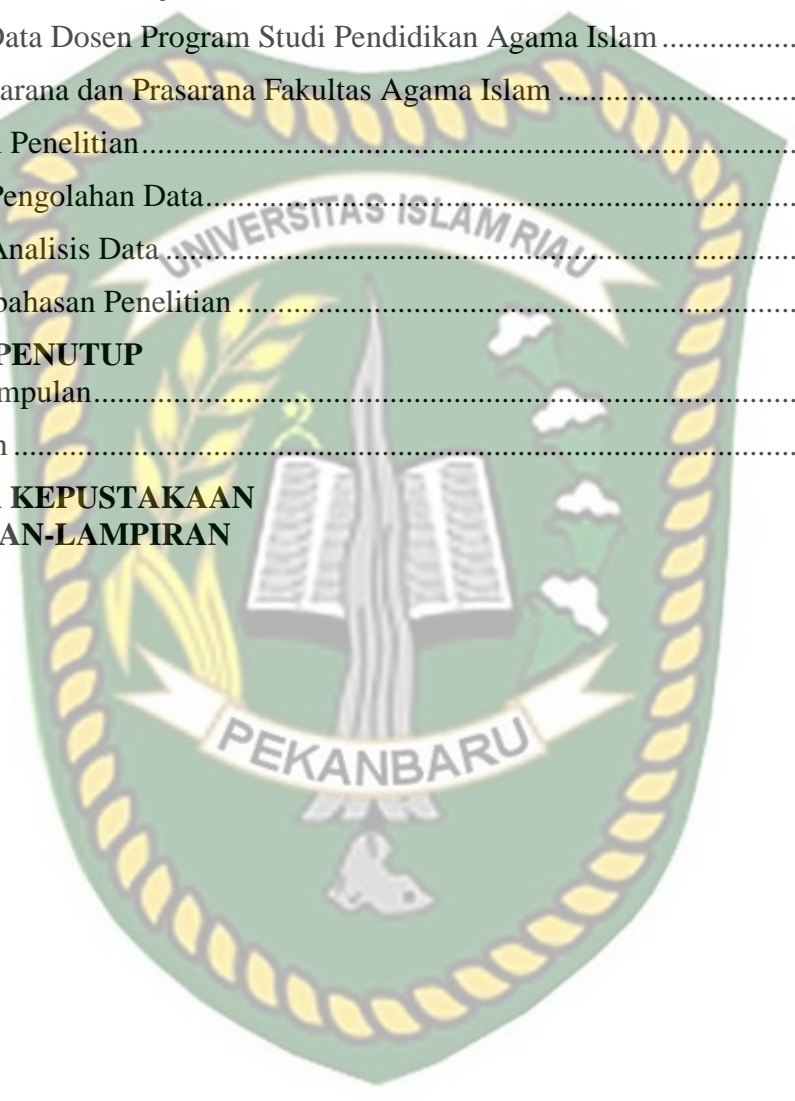 Data Dosen Program Studi Pendidikan Agama Islam ................
arana dan Prasarana Fakultas Agama Islam ............................
Penelitian....................................................................................
Pengolahan Data..........................................................................
UNIVERSITAS ISLAM RIAU
Analisis Data ...............................................................................
bahasan Penelitian ......................................................................
PENUTUP
mpulan.........................................................................................
n ..................................................................................................
KEPUSTAKAAN
AN-LAMPIRAN
PEKANBARU